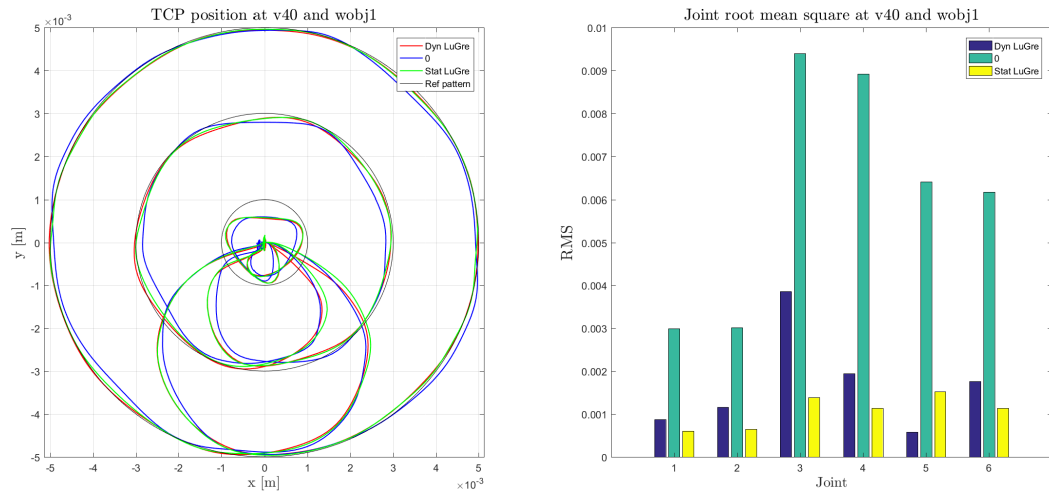 TCP position at v40 and wobj1
×10⁻³
5
4
3
2
1
0
-1
-2
-3
-4
-5
y [m]
-5 -4 -3 -2 -1 0 1 2 3 4 5
x [m]
×10⁻³
Dyn LuGre
0
Stat LuGre
Ref pattern
Joint root mean square at v40 and wobj1
0.01
0.009
0.008
0.007
0.006
0.005
0.004
0.003
0.002
0.001
0
RMS
1 2 3 4 5 6
Joint
Dyn LuGre
0
Stat LuGre